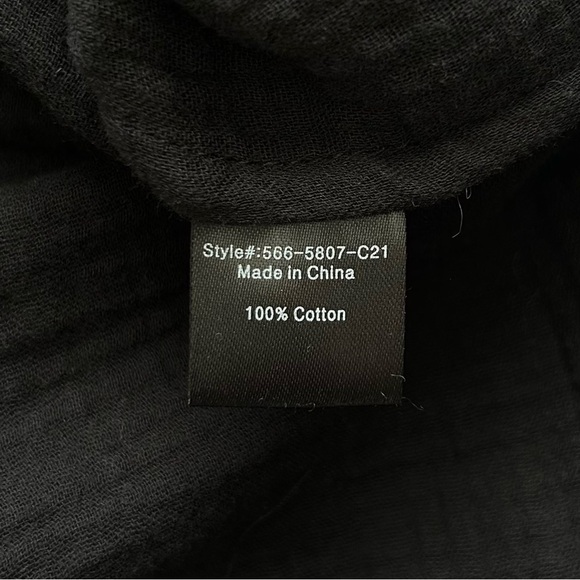 Style#:566-5807-C21
Made in China
100% Cotton